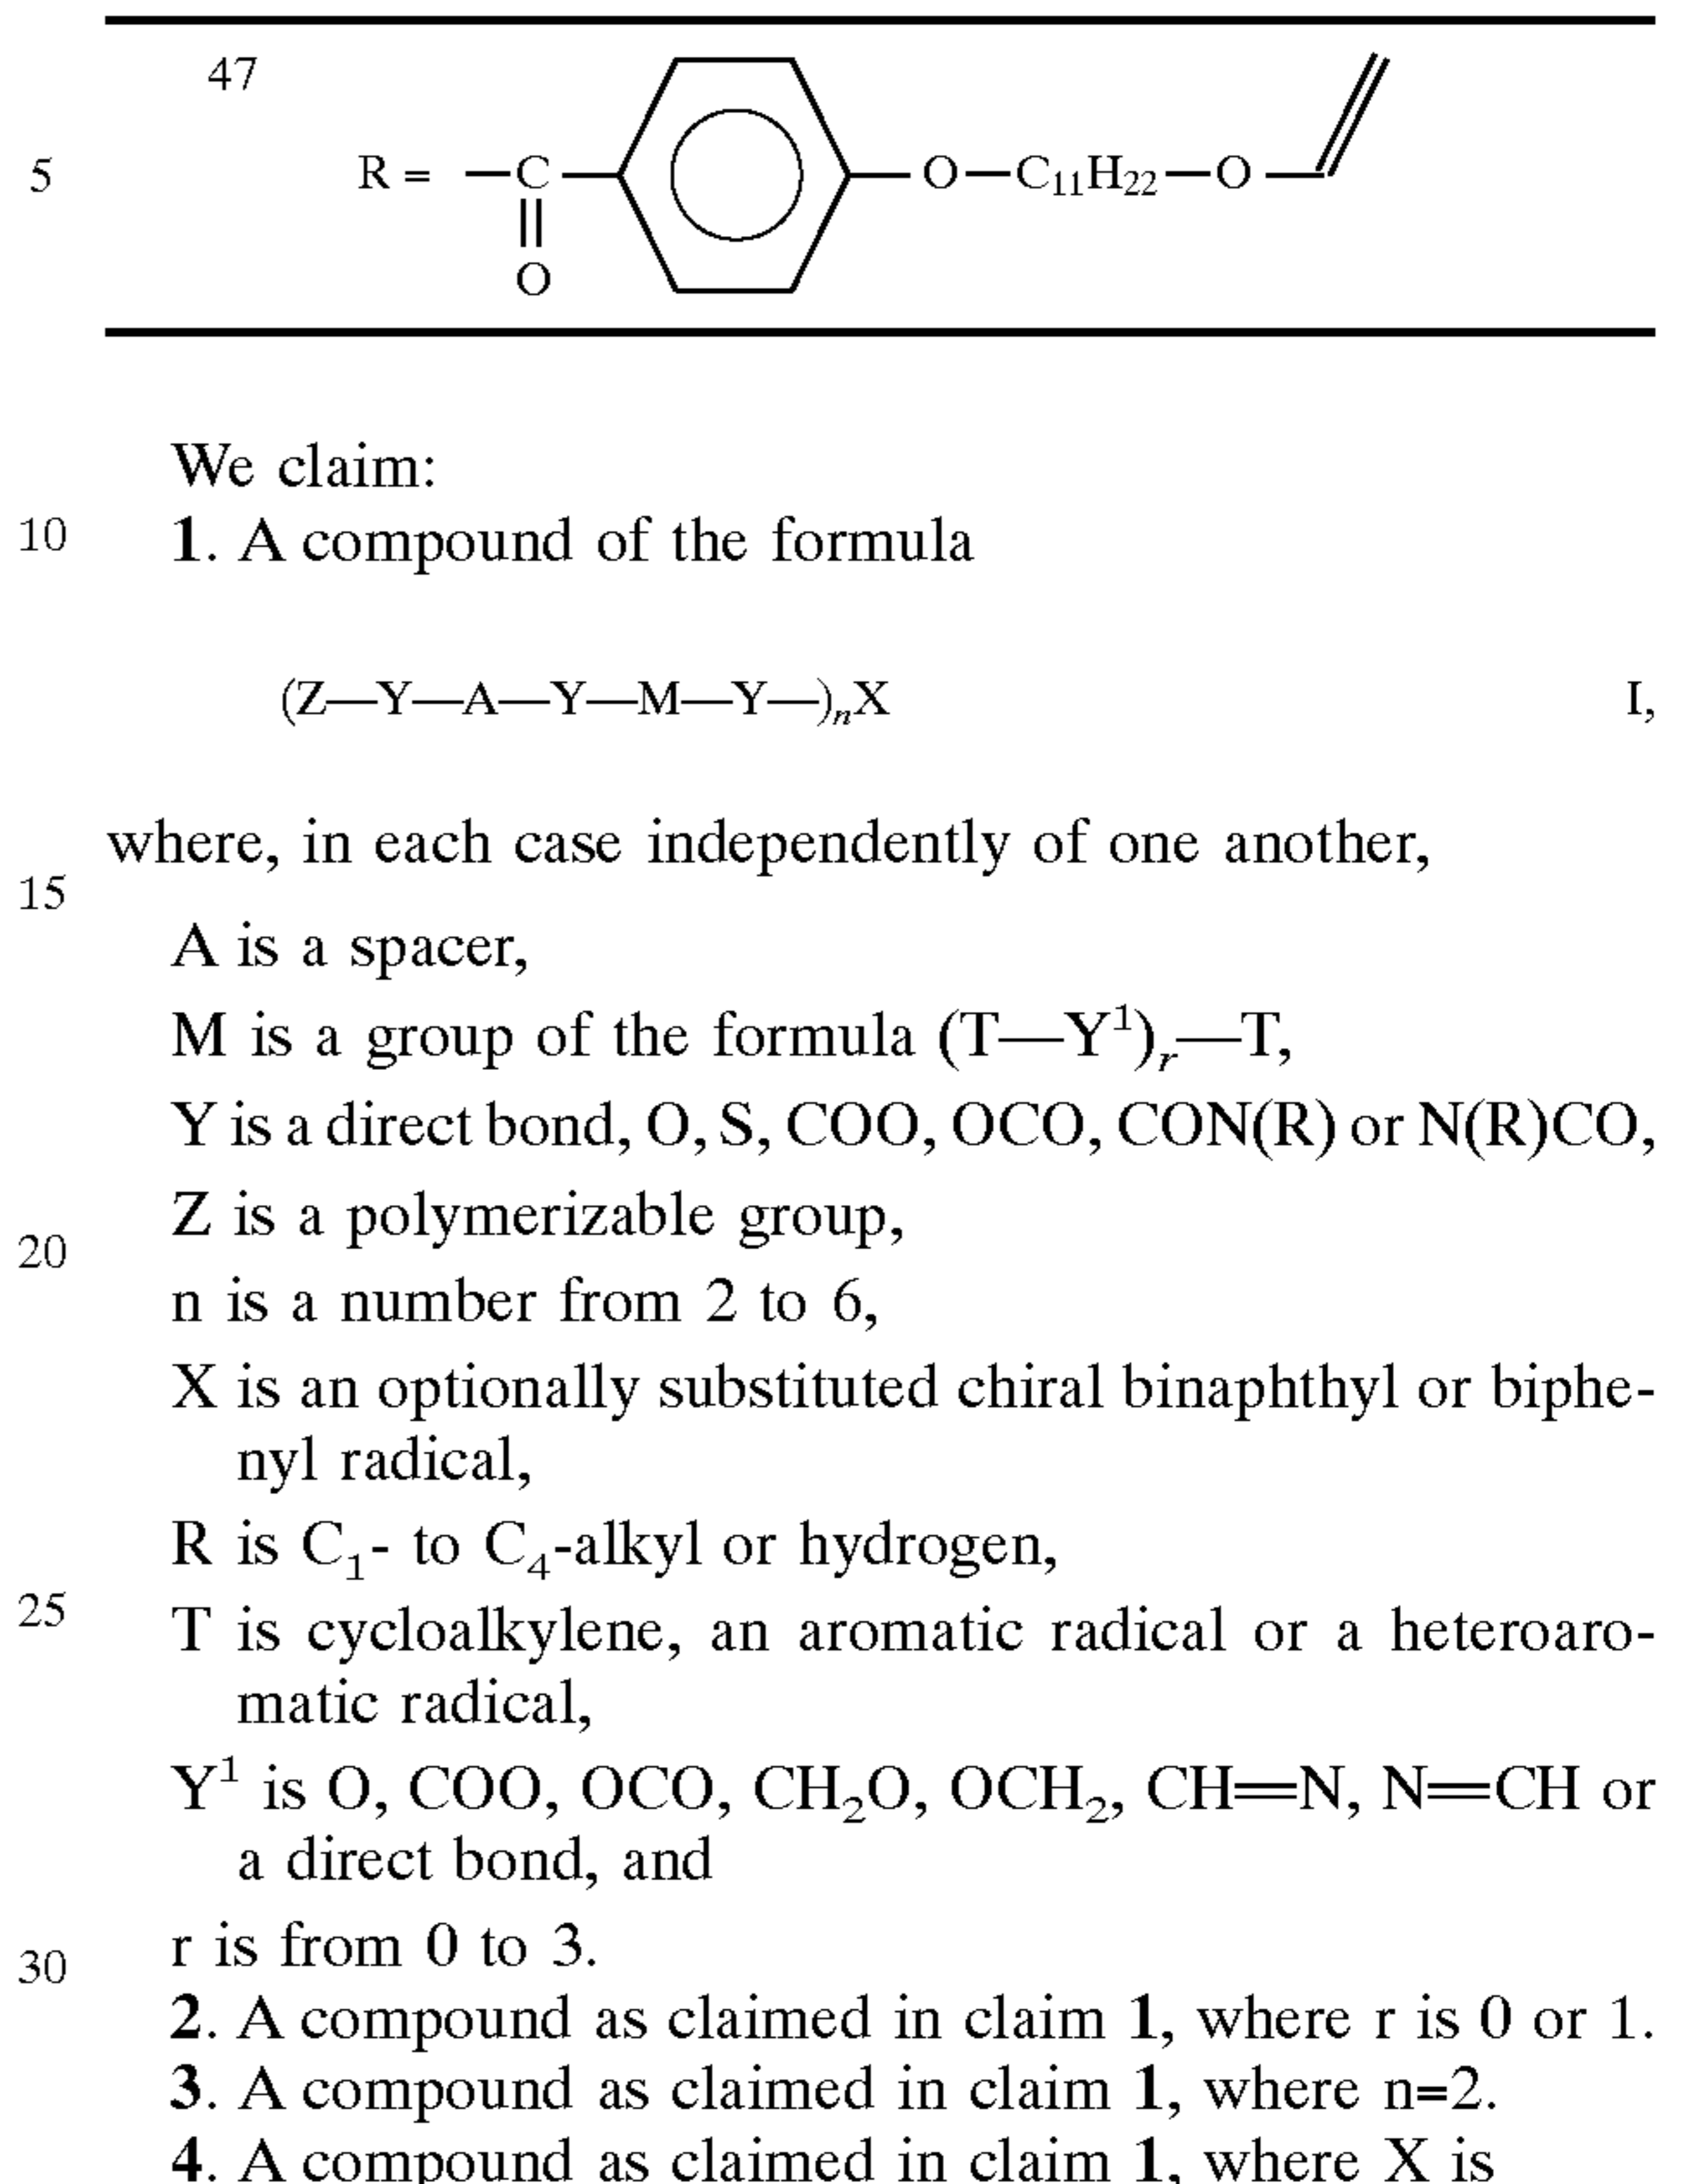 47
5 R = —C— —O—C₁₁H₂₂—O—
O
We claim:
10 1. A compound of the formula
(Z—Y—A—Y—M—Y—)ₙX I,
where, in each case independently of one another,
15
A is a spacer,
M is a group of the formula (T—Y¹)ᵣ—T,
Y is a direct bond, O, S, COO, OCO, CON(R) or N(R)CO,
Z is a polymerizable group,
20
n is a number from 2 to 6,
X is an optionally substituted chiral binaphthyl or biphe-
nyl radical,
R is C₁- to C₄-alkyl or hydrogen,
25 T is cycloalkylene, an aromatic radical or a heteroaro-
matic radical,
Y¹ is O, COO, OCO, CH₂O, OCH₂, CH=N, N=CH or
a direct bond, and
30 r is from 0 to 3.
2. A compound as claimed in claim 1, where r is 0 or 1.
3. A compound as claimed in claim 1, where n=2.
4. A compound as claimed in claim 1, where X is